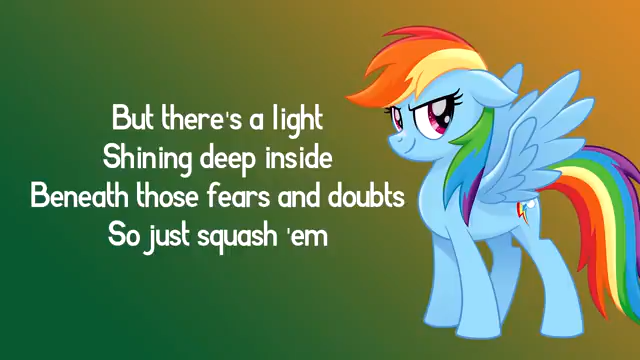 But there's a light
Shining deep inside
Beneath those fears and doubts
So just squash 'em